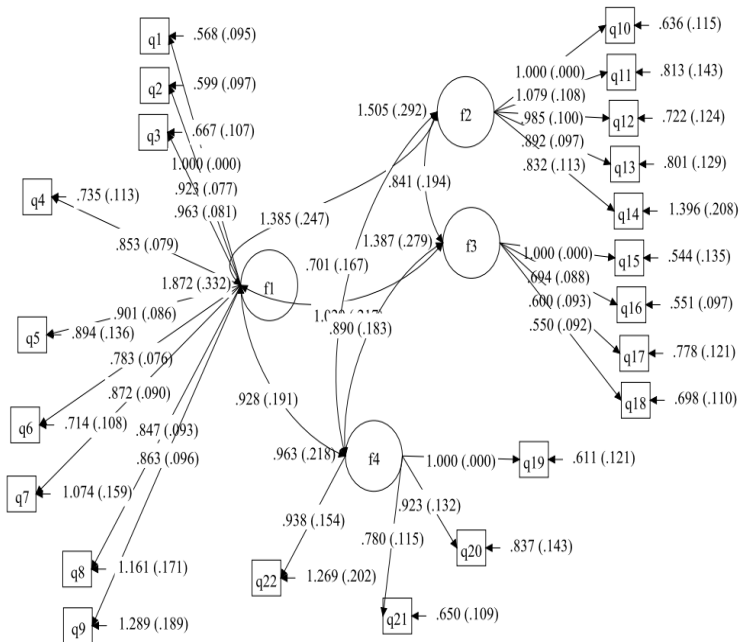 q1 .568 (.095)
q2 .599 (.097)
q3 .667 (.107)
1.000 (.000)
.923 (.077)
.963 (.081)
q4 .735 (.113)
.853 (.079)
1.872 (.332) f1
.901 (.086)
q5 .894 (.136)
.783 (.076)
.872 (.090)
q6 .714 (.108)
.847 (.093)
.863 (.096)
q7 1.074 (.159)
q8 1.161 (.171)
q9 1.289 (.189)
1.505 (.292) f2
1.385 (.247)
.841 (.194)
1.387 (.279) f3
.701 (.167)
.890 (.183)
.928 (.191)
.963 (.218) f4
q10 .636 (.115)
1.000 (.000) q11 .813 (.143)
1.079 (.108)
.985 (.100) q12 .722 (.124)
.892 (.097)
q13 .801 (.129)
.832 (.113)
q14 1.396 (.208)
1.000 (.000) q15 .544 (.135)
.694 (.088)
.600 (.093) q16 .551 (.097)
.550 (.092)
q17 .778 (.121)
q18 .698 (.110)
1.000 (.000) q19 .611 (.121)
.923 (.132)
.938 (.154)
.780 (.115)
q20 .837 (.143)
q22 1.269 (.202)
q21 .650 (.109)